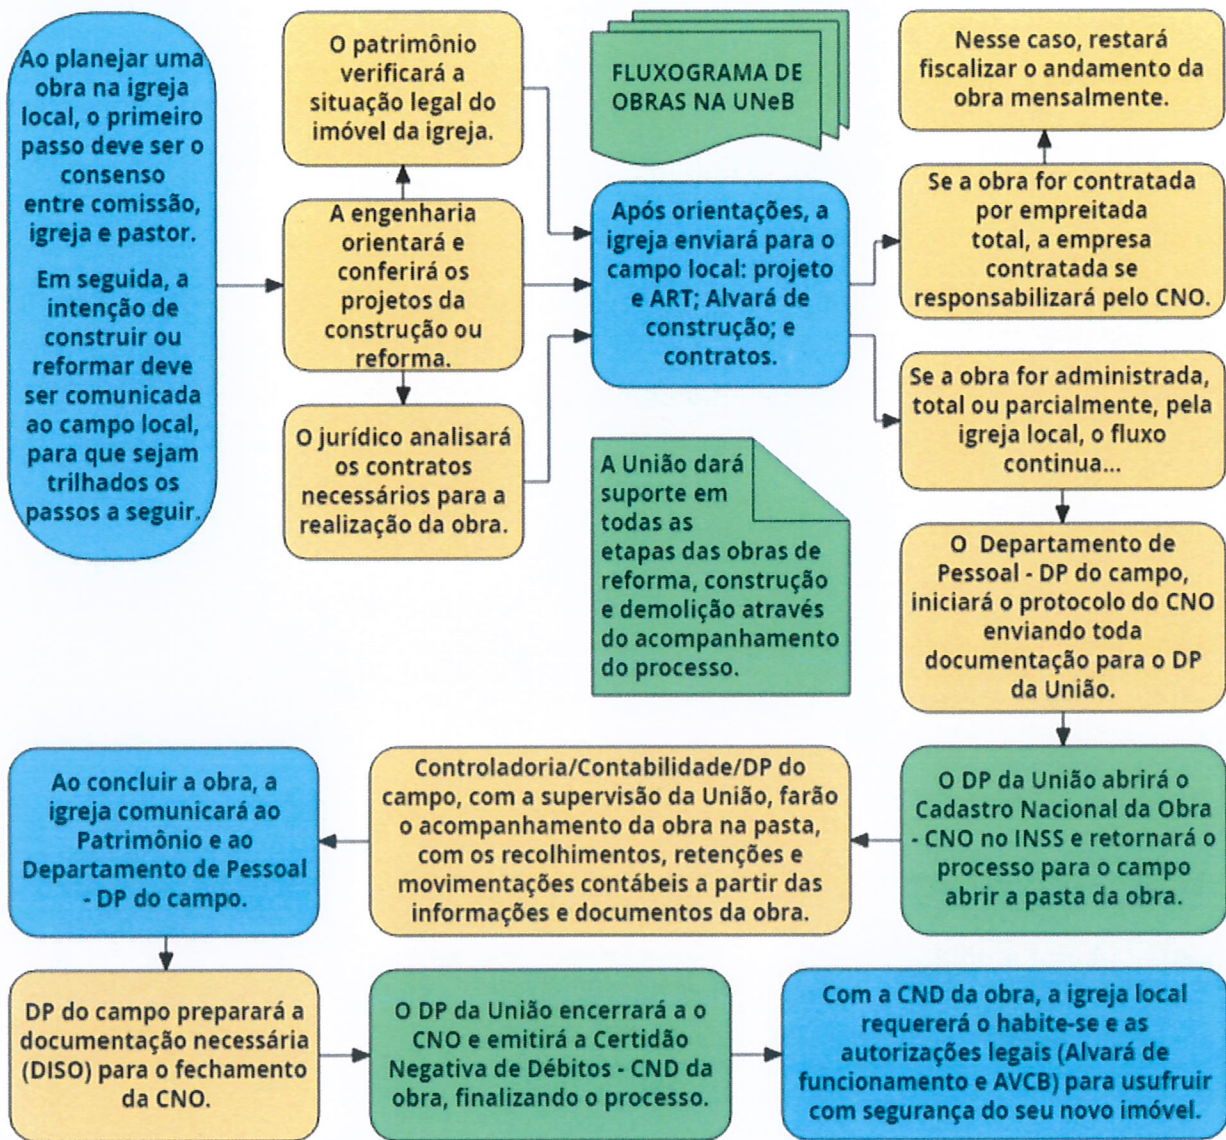 Ao planejar uma
obra na igreja
local, o primeiro
passo deve ser o
consenso
entre comissão,
igreja e pastor.
Em seguida, a
intenção de
construir ou
reformar deve
ser comunicada
ao campo local,
para que sejam
trilhados os
passos a seguir.
O patrimônio
verificará a
situação legal do
imóvel da igreja.
A engenharia
orientará e
conferirá os
projetos da
construção ou
reforma.
O jurídico analisará
os contratos
necessários para a
realização da obra.
FLUXOGRAMA DE
OBRAS NA UNeB
Após orientações, a
igreja enviará para o
campo local: projeto
e ART; Alvará de
construção; e
contratos.
A União dará
suporte em
todas as
etapas das obras de
reforma, construção
e demolição através
do acompanhamento
do processo.
Nesse caso, restará
fiscalizar o andamento da
obra mensalmente.
Se a obra for contratada
por empreitada
total, a empresa
contratada se
responsabilizará pelo CNO.
Se a obra for administrada,
total ou parcialmente, pela
igreja local, o fluxo
continua...
O Departamento de
Pessoal - DP do campo,
iniciará o protocolo do CNO
enviando toda
documentação para o DP
da União.
O DP da União abrirá o
Cadastro Nacional da Obra
- CNO no INSS e retornará o
processo para o campo
abrir a pasta da obra.
Controladoria/Contabilidade/DP do
campo, com a supervisão da União, farão
o acompanhamento da obra na pasta,
com os recolhimentos, retenções e
movimentações contábeis a partir das
informações e documentos da obra.
Ao concluir a obra, a
igreja comunicará ao
Patrimônio e ao
Departamento de Pessoal
- DP do campo.
DP do campo preparará a
documentação necessária
(DISO) para o fechamento
da CNO.
O DP da União encerrará a o
CNO e emitirá a Certidão
Negativa de Débitos - CND da
obra, finalizando o processo.
Com a CND da obra, a igreja local
requererá o habite-se e as
autorizações legais (Alvará de
funcionamento e AVCB) para usufruir
com segurança do seu novo imóvel.